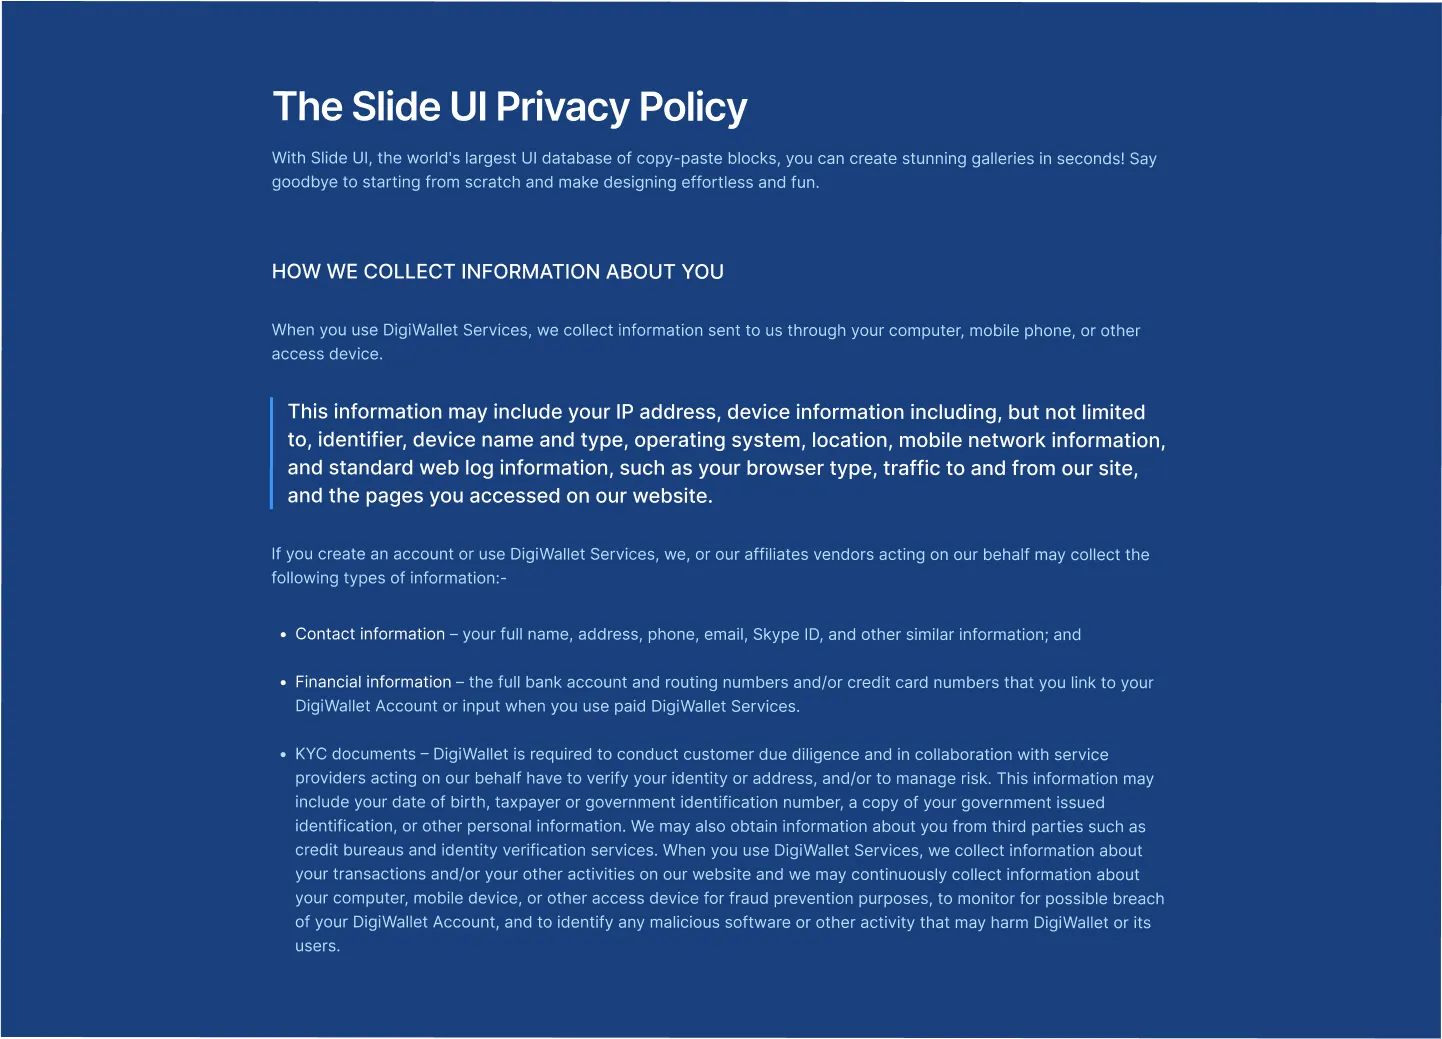 The Slide UI Privacy Policy
With Slide UI, the world's largest UI database of copy-paste blocks, you can create stunning galleries in seconds! Say
goodbye to starting from scratch and make designing effortless and fun.
HOW WE COLLECT INFORMATION ABOUT YOU
When you use DigiWallet Services, we collect information sent to us through your computer, mobile phone, or other
access device.
This information may include your IP address, device information including, but not limited
to, identifier, device name and type, operating system, location, mobile network information,
and standard web log information, such as your browser type, traffic to and from our site,
and the pages you accessed on our website.
If you create an account or use DigiWallet Services, we, or our affiliates vendors acting on our behalf may collect the
following types of information:-
• Contact information – your full name, address, phone, email, Skype ID, and other similar information; and
• Financial information – the full bank account and routing numbers and/or credit card numbers that you link to your
DigiWallet Account or input when you use paid DigiWallet Services.
• KYC documents – DigiWallet is required to conduct customer due diligence and in collaboration with service
providers acting on our behalf have to verify your identity or address, and/or to manage risk. This information may
include your date of birth, taxpayer or government identification number, a copy of your government issued
identification, or other personal information. We may also obtain information about you from third parties such as
credit bureaus and identity verification services. When you use DigiWallet Services, we collect information about
your transactions and/or your other activities on our website and we may continuously collect information about
your computer, mobile device, or other access device for fraud prevention purposes, to monitor for possible breach
of your DigiWallet Account, and to identify any malicious software or other activity that may harm DigiWallet or its
users.